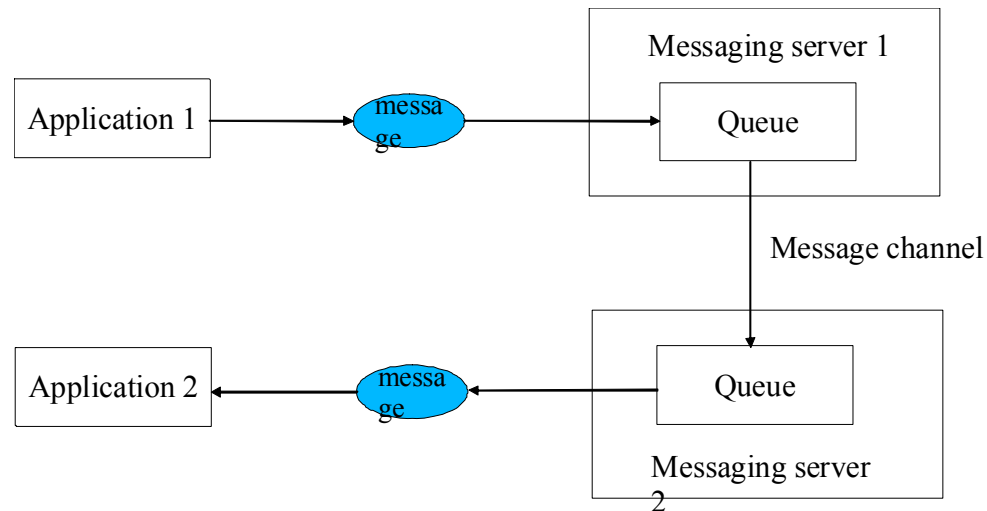 Messaging server 1
Application 1
messa
ge
Queue
Message channel
Application 2
messa
ge
Queue
Messaging server
2